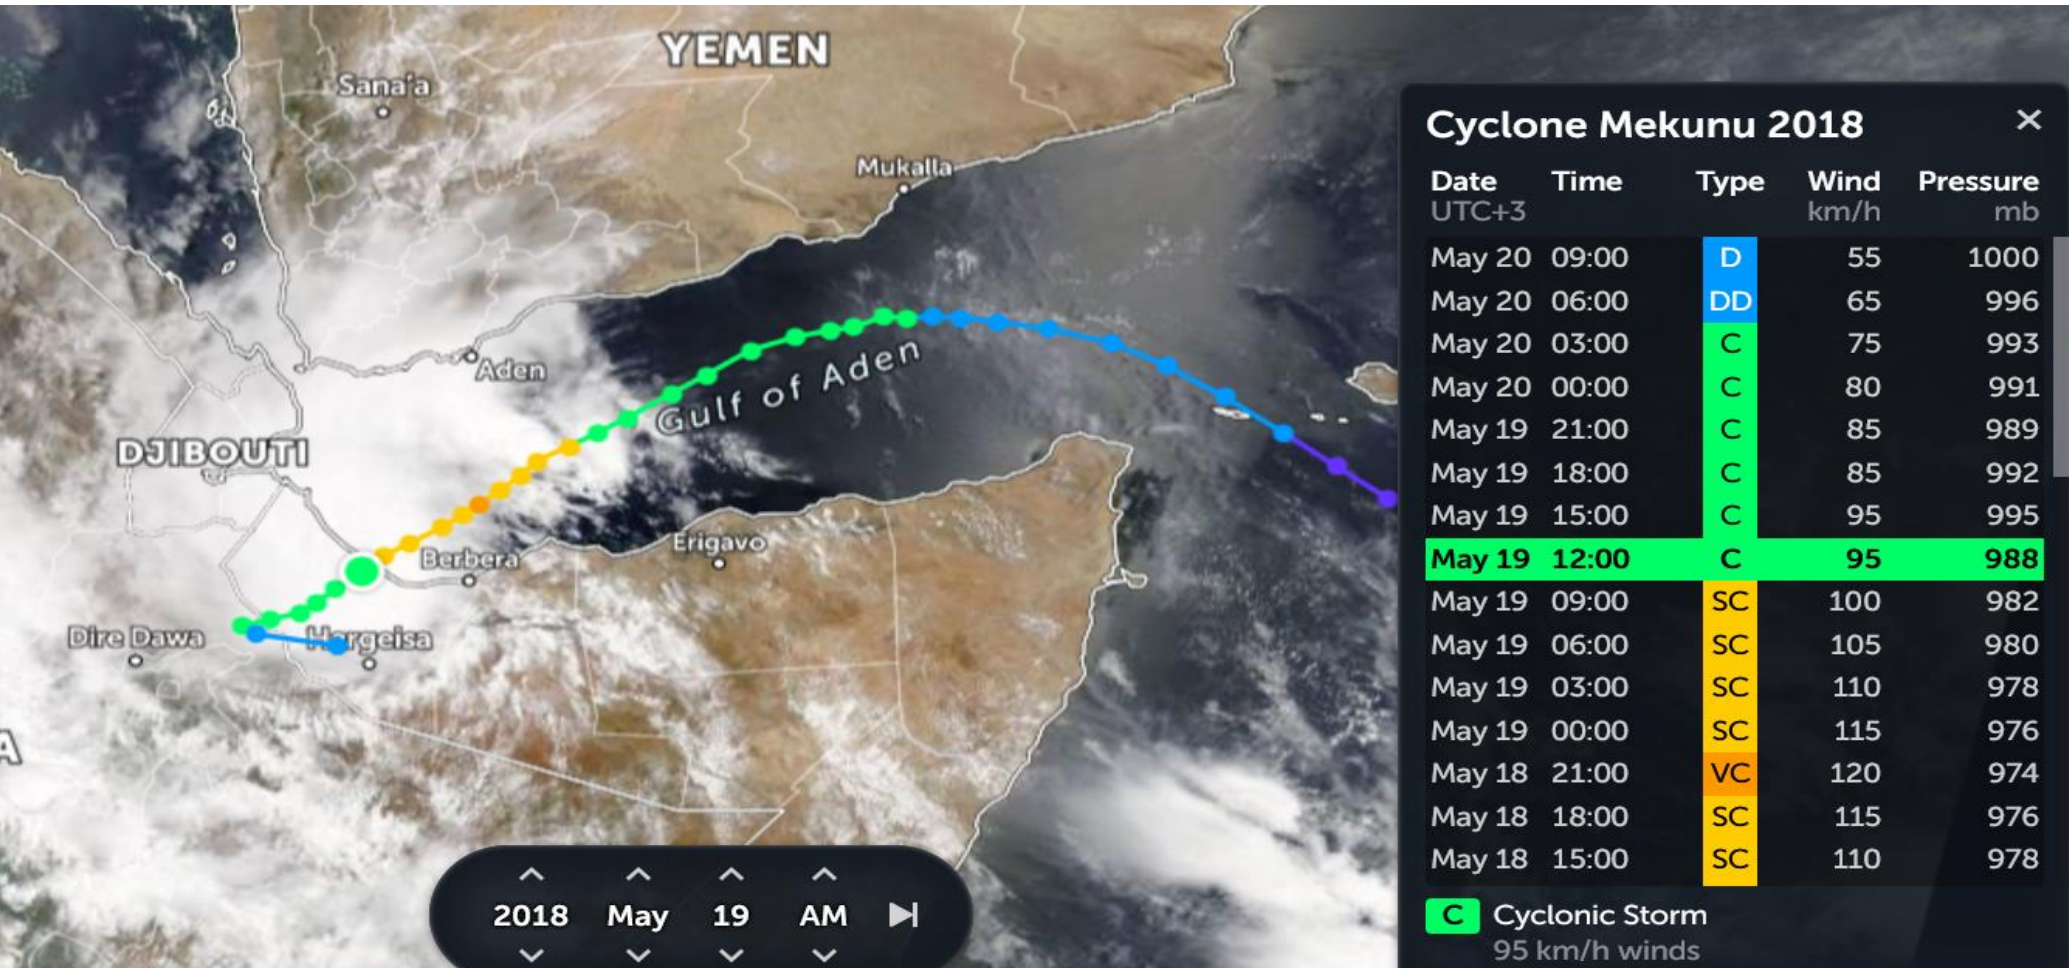 YEMEN
Sana'a
Mukalla
Aden
Gulf of Aden
DJIBOUTI
Berbera
Erigavo
Dire Dawa
Hargeisa
A
2018 May 19 AM
Cyclone Mekunu 2018 ×
Date Time Type Wind Pressure
UTC+3 km/h mb
May 20 09:00 D 55 1000
May 20 06:00 DD 65 996
May 20 03:00 C 75 993
May 20 00:00 C 80 991
May 19 21:00 C 85 989
May 19 18:00 C 85 992
May 19 15:00 C 95 995
May 19 12:00 C 95 988
May 19 09:00 SC 100 982
May 19 06:00 SC 105 980
May 19 03:00 SC 110 978
May 19 00:00 SC 115 976
May 18 21:00 VC 120 974
May 18 18:00 SC 115 976
May 18 15:00 SC 110 978
C Cyclonic Storm
95 km/h winds